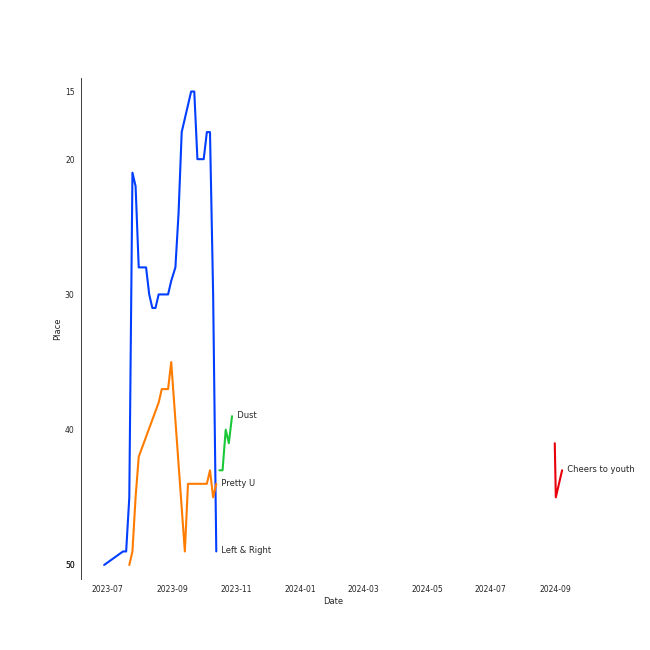 15
20
30
40
50
Place
Dust
Pretty U
Left & Right
Cheers to youth
2023-07
2023-09
2023-11
2024-01
2024-03
2024-05
2024-07
2024-09
Date